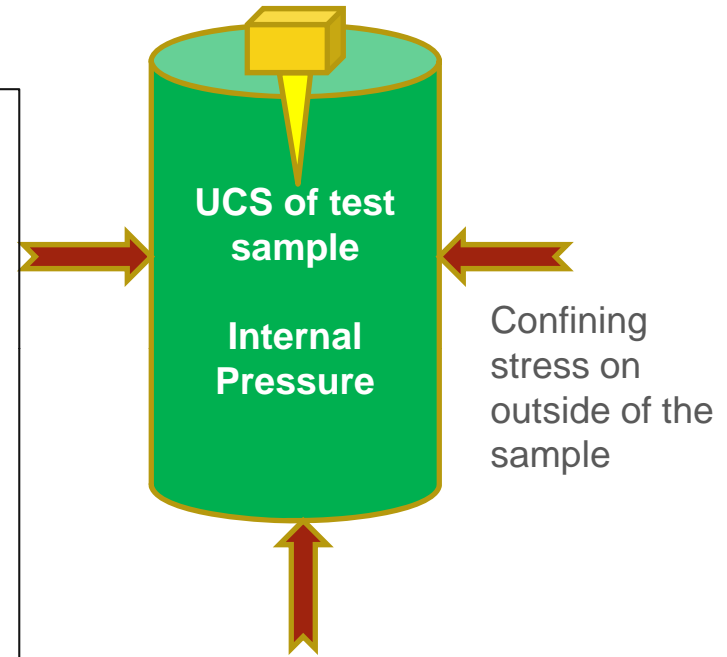 UCS of test
sample
Internal
Pressure
Confining
stress on
outside of the
sample